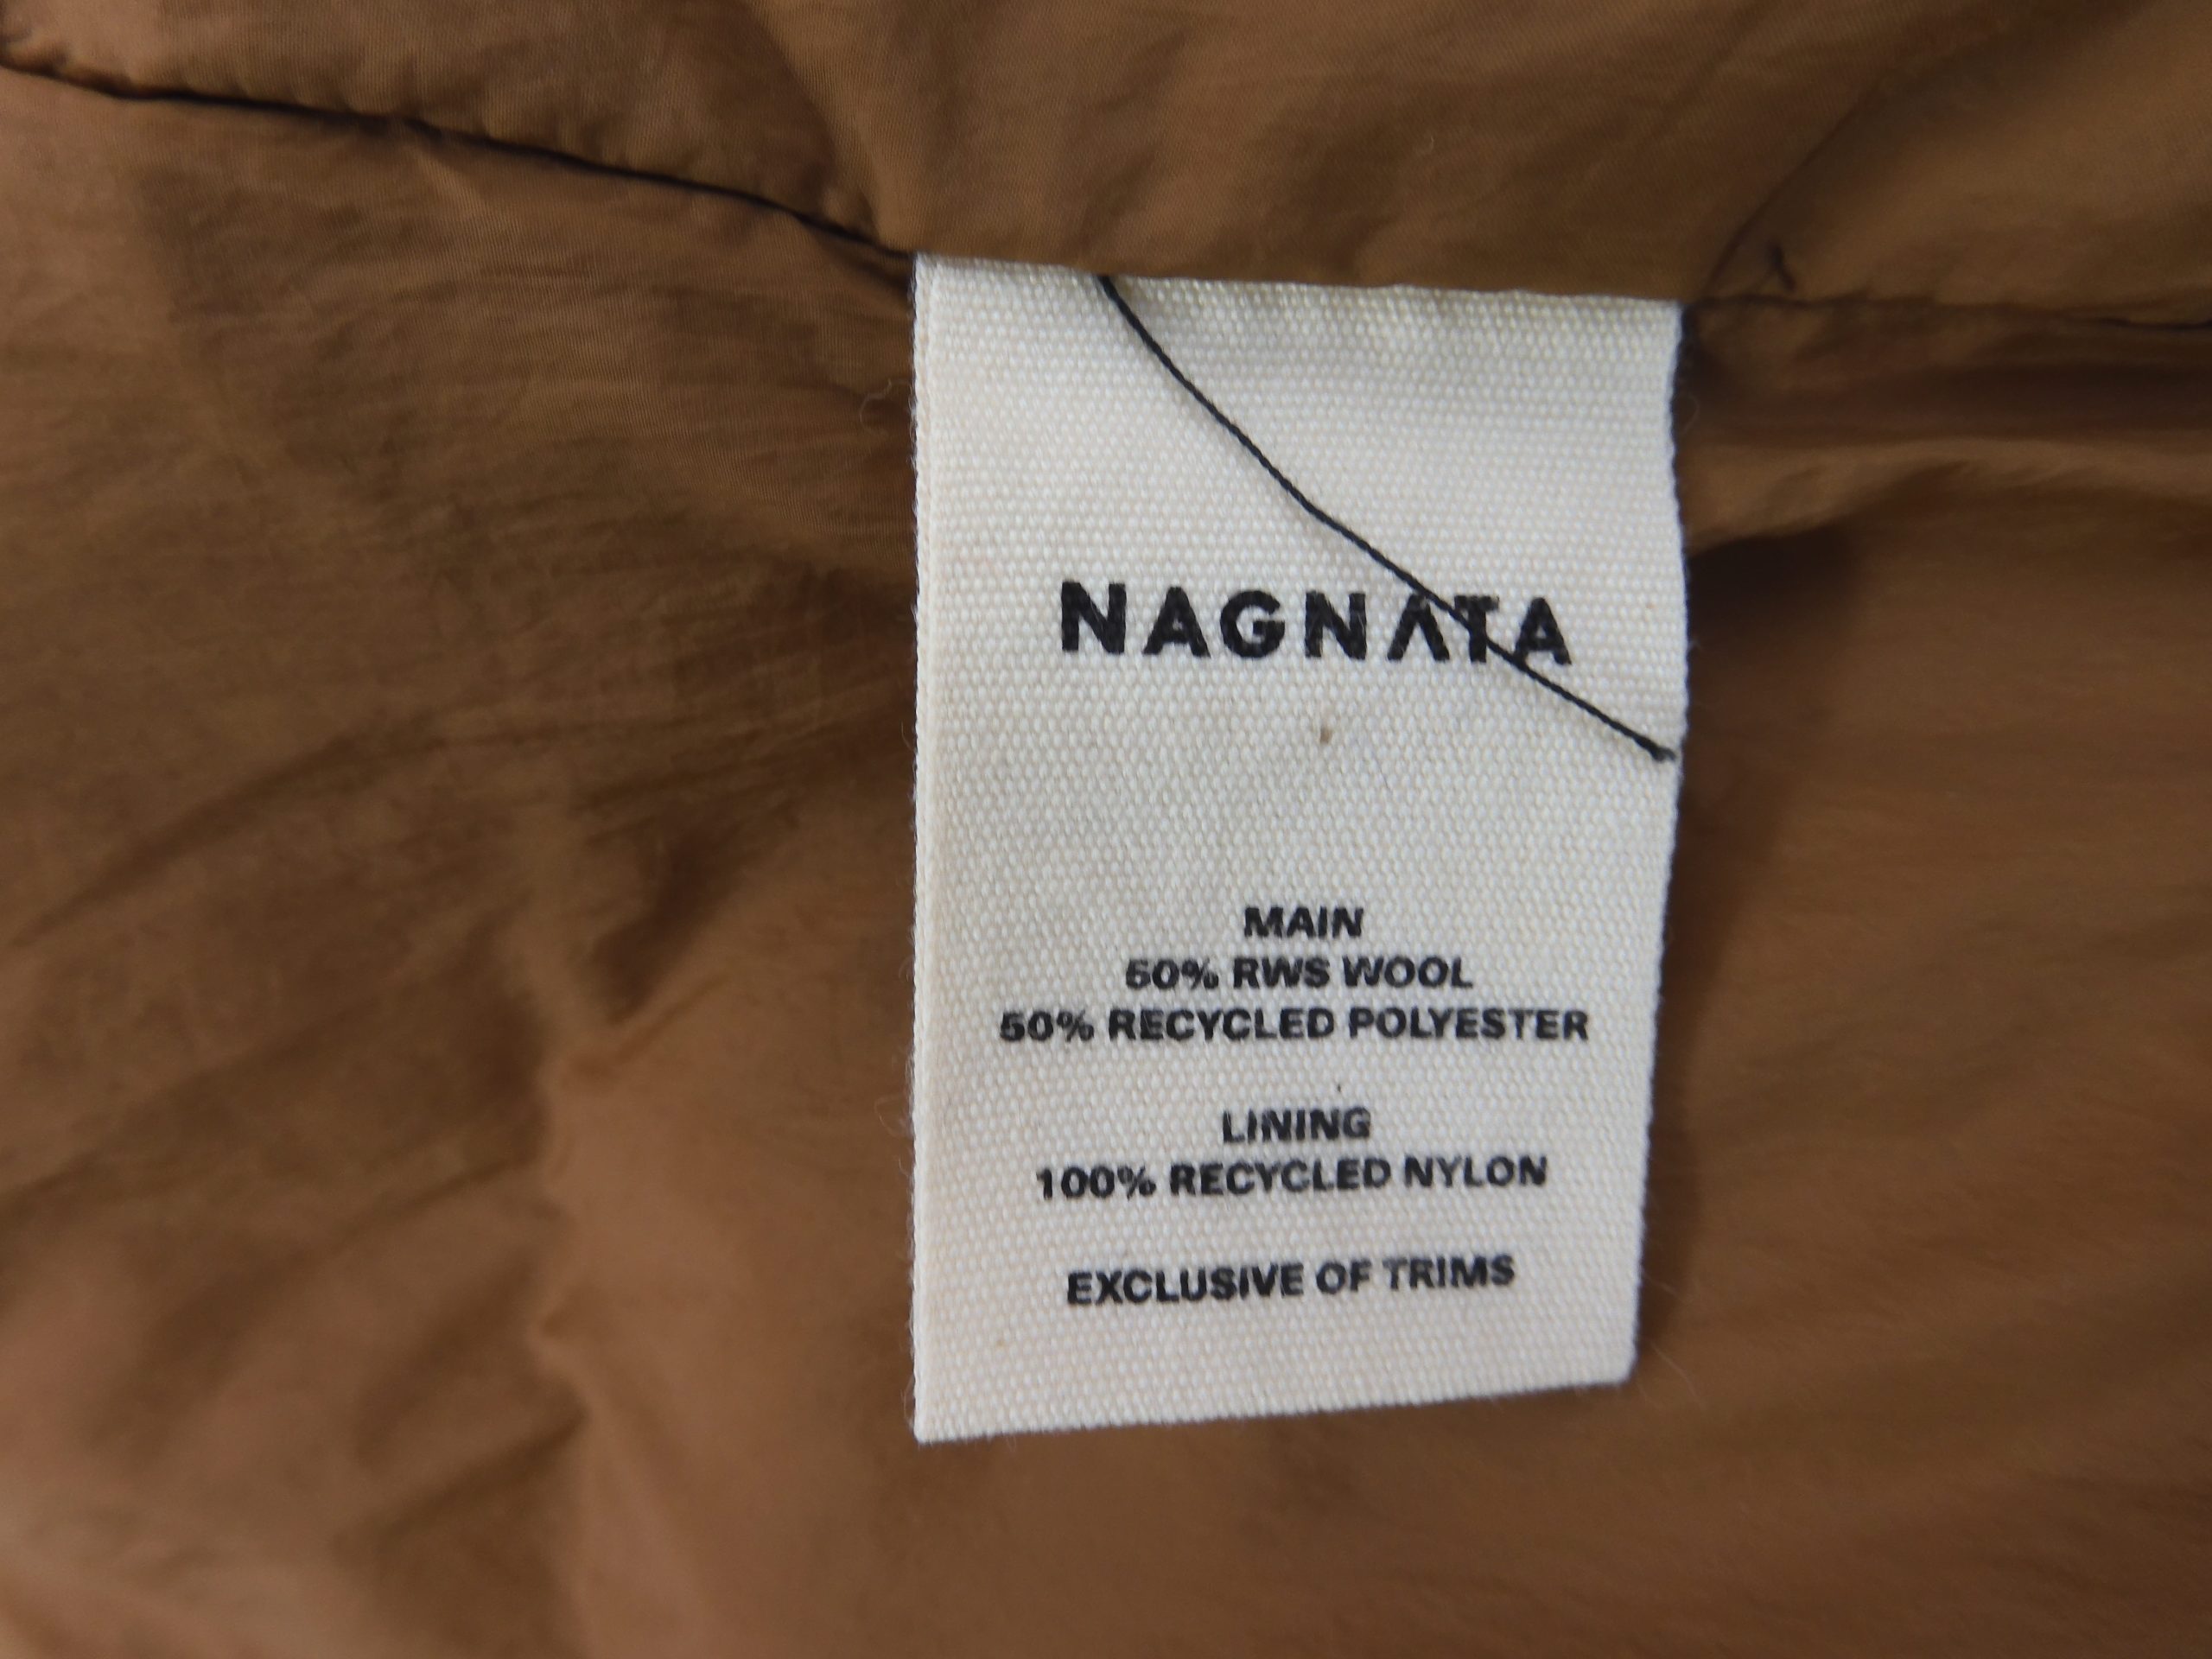 NAGNATA
MAIN
50% RWS WOOL
50% RECYCLED POLYESTER
LINING
100% RECYCLED NYLON
EXCLUSIVE OF TRIMS